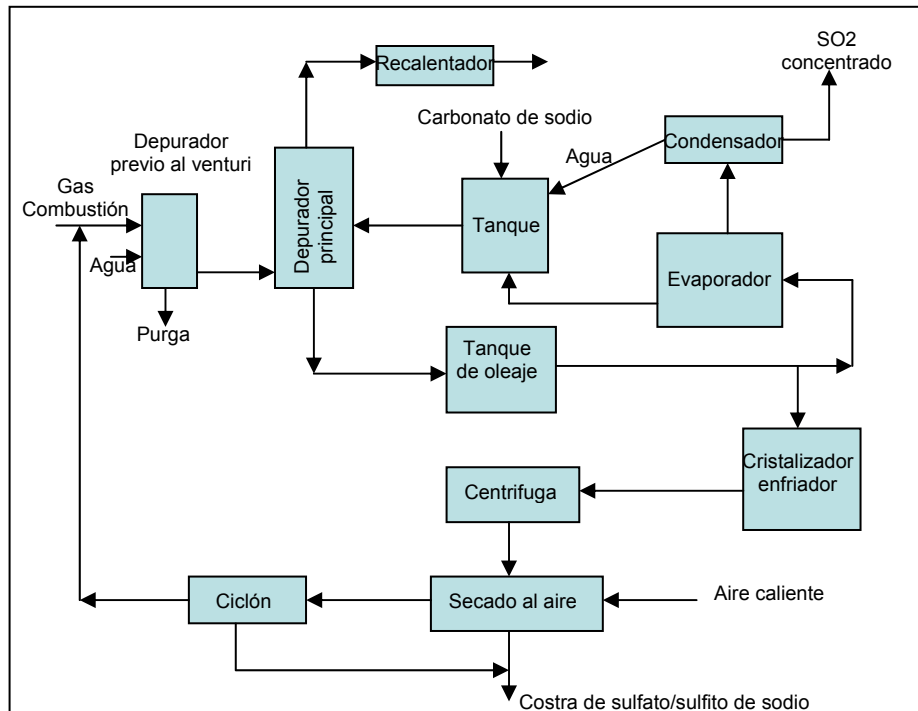 SO2
concentrado
Recalentador
Carbonato de sodio
Condensador
Depurador
previo al venturi
Agua
Gas
Combustión
Depurador
principal
Tanque
Agua
Evaporador
Purga
Tanque
de oleaje
Cristalizador
enfriador
Centrifuga
Ciclón
Secado al aire
Aire caliente
Costra de sulfato/sulfito de sodio